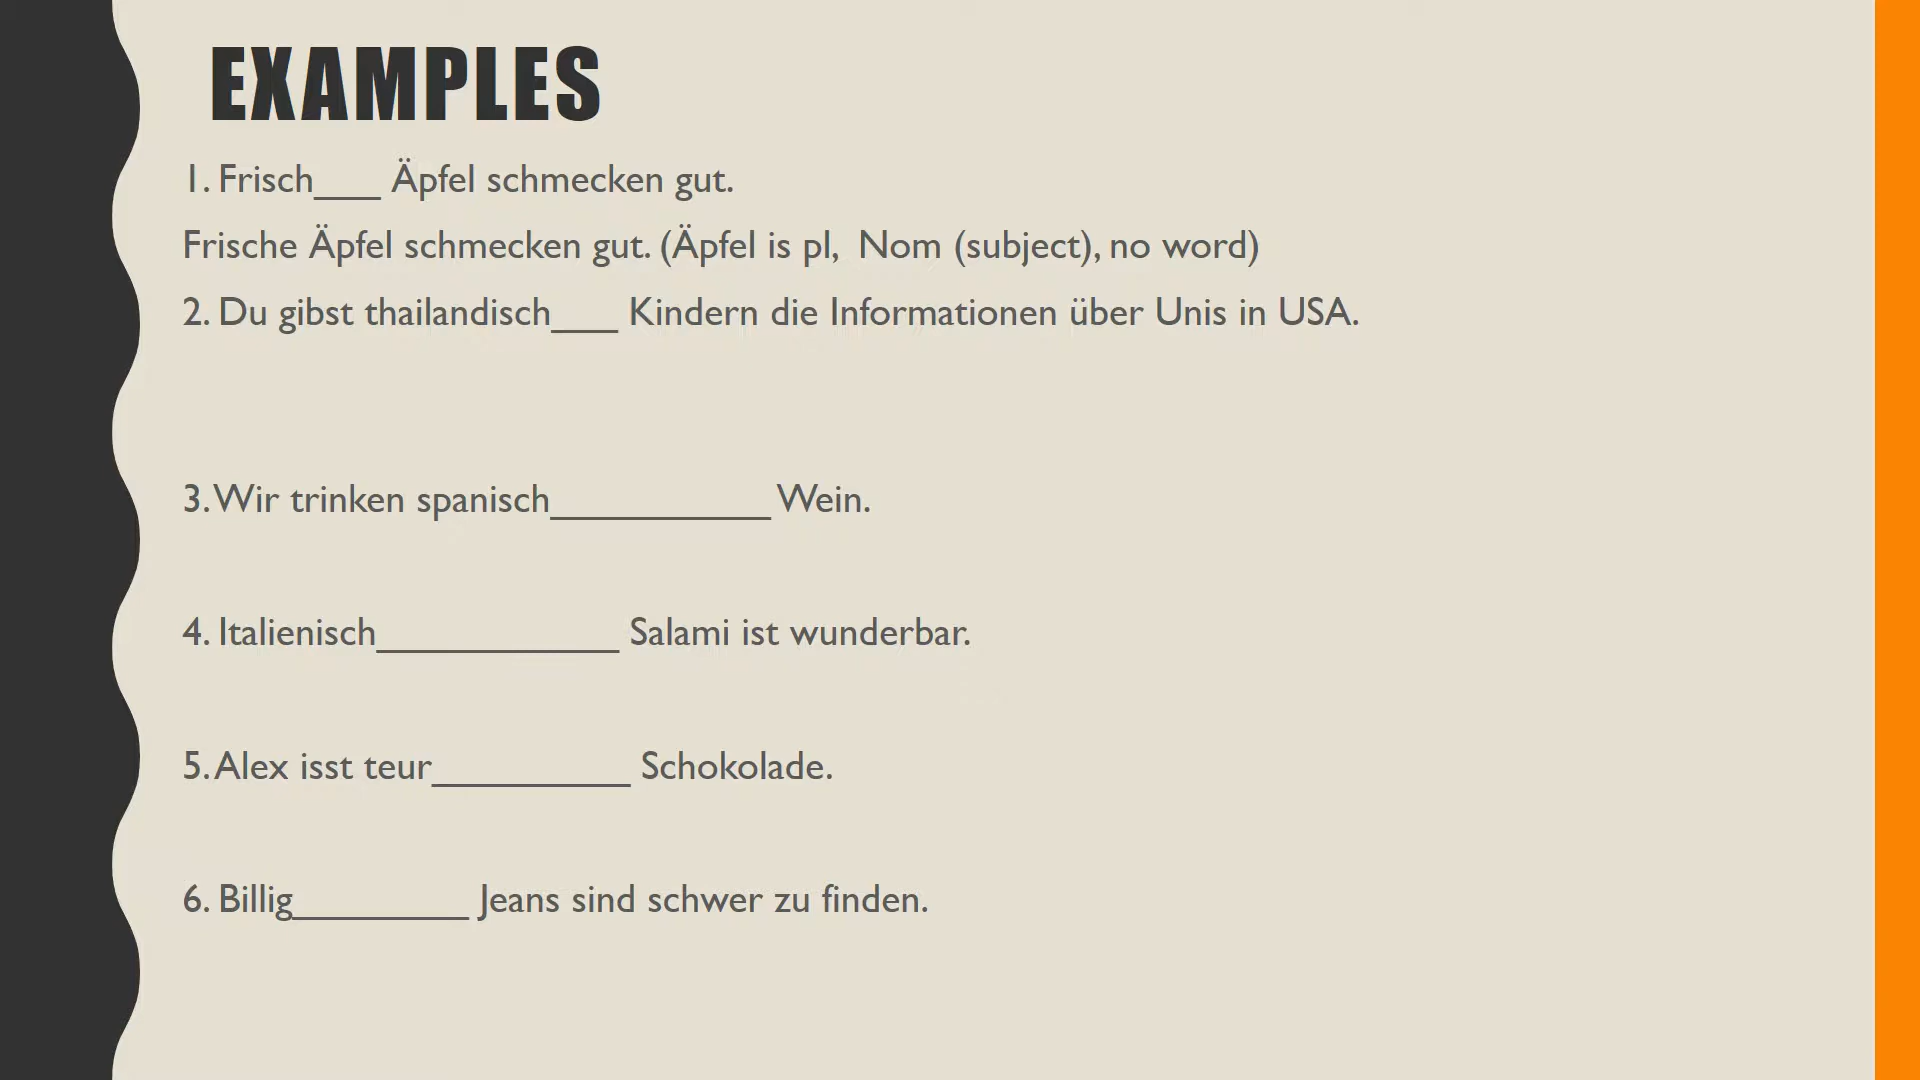 EXAMPLES
1. Frisch___ Äpfel schmecken gut.
Frische Äpfel schmecken gut. (Äpfel is pl,  Nom (subject), no word)
2. Du gibst thailandisch___ Kindern die Informationen über Unis in USA.
3. Wir trinken spanisch__________ Wein.
4. Italienisch___________ Salami ist wunderbar.
5. Alex isst teur_________ Schokolade.
6. Billig________ Jeans sind schwer zu finden.